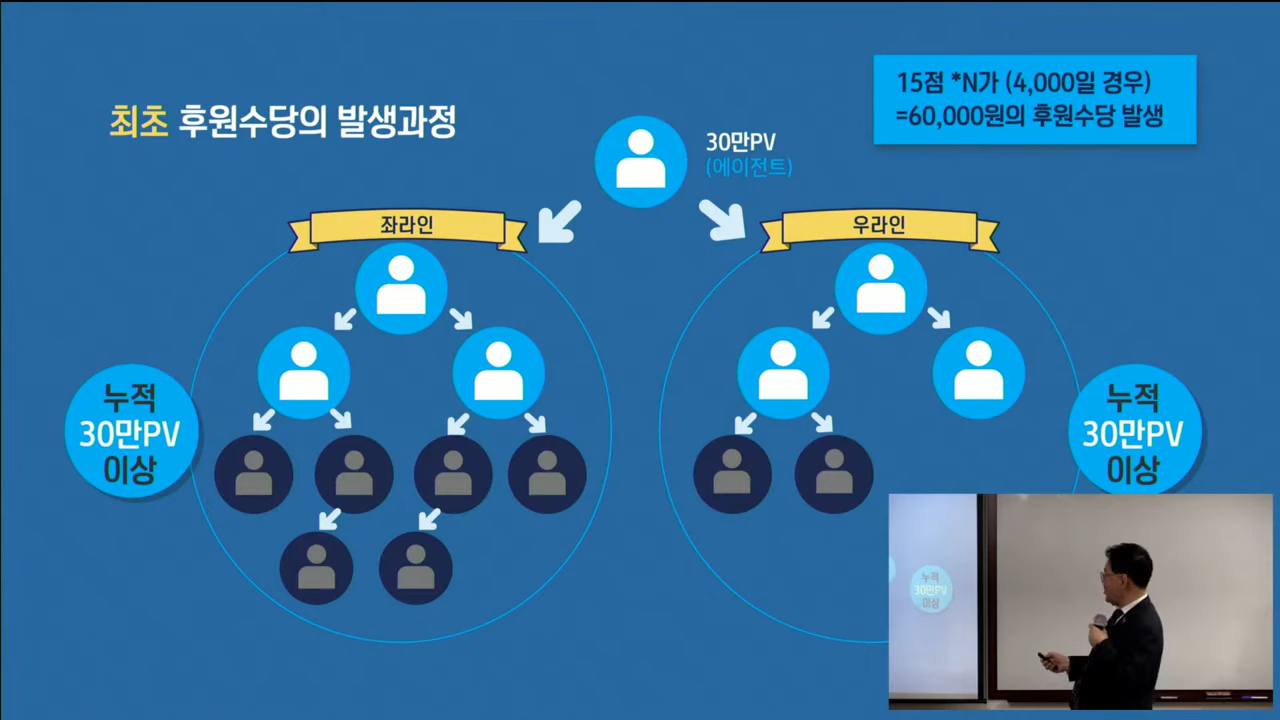 최초 후원수당의 발생과정
15점 *N가 (4,000일 경우)
=60,000원의 후원수당 발생
30만PV
(에이전트)
좌라인
우라인
누적
30만PV
이상
누적
30만PV
이상
누적
30만PV
이상